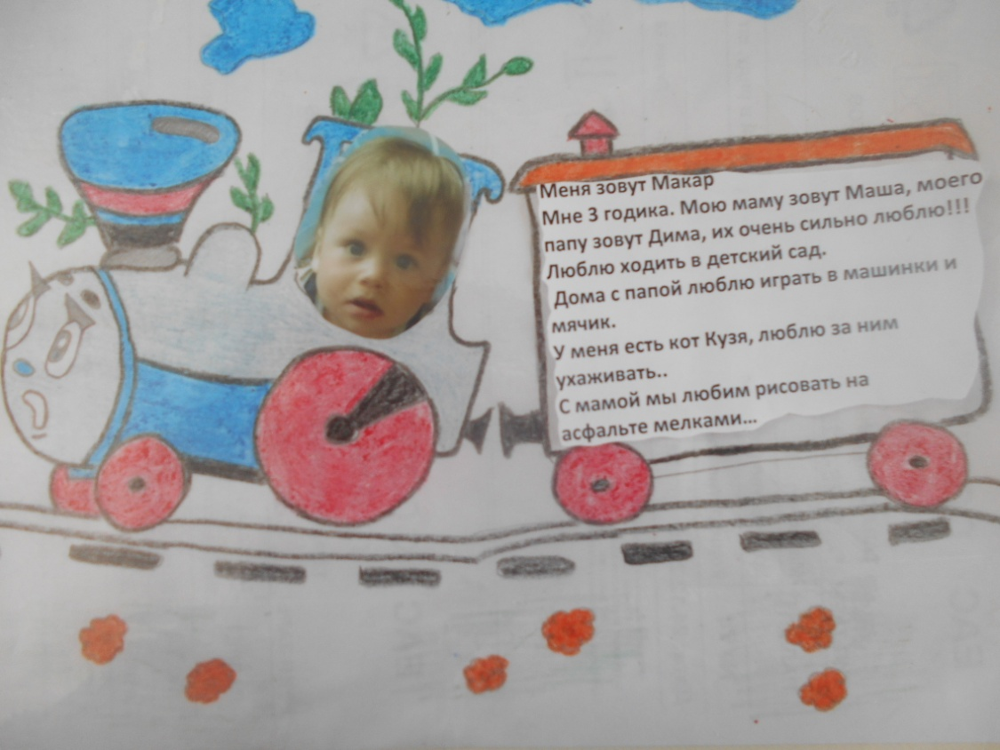 Меня зовут Макар
Мне 3 годика. Мою маму зовут Маша, моего
папу зовут Дима, их очень сильно люблю!!!
Люблю ходить в детский сад.
Дома с папой люблю играть в машинки и
мячик.
У меня есть кот Кузя, люблю за ним
ухаживать..
С мамой мы любим рисовать на
асфальте мелками...